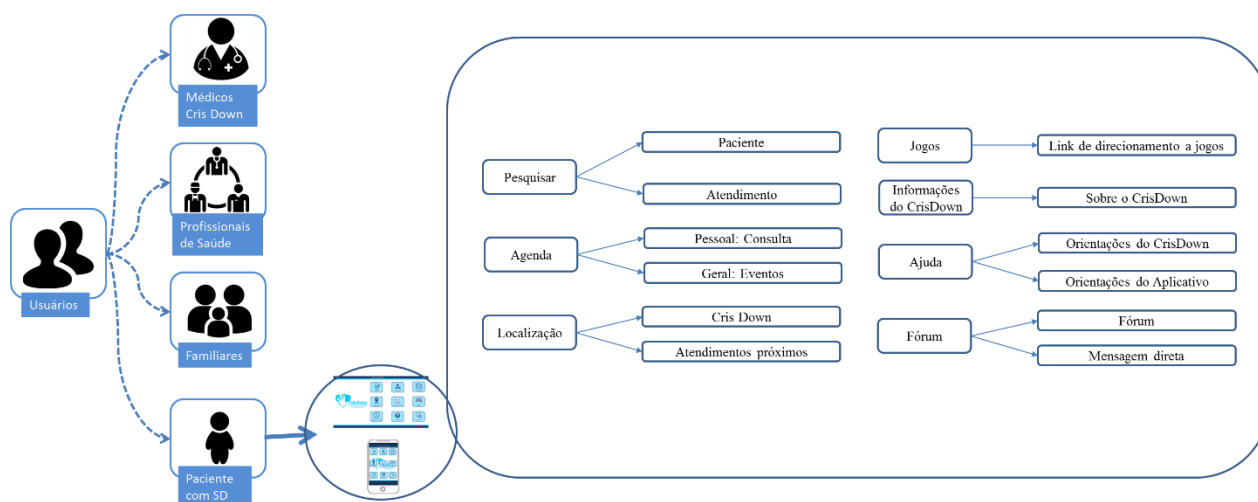 Médicos
Cris Down
Profissionais
de Saúde
Usuários
Familiares
Paciente
com SD
Pesquisar
Paciente
Atendimento
Agenda
Pessoal: Consulta
Geral: Eventos
Localização
Cris Down
Atendimentos próximos
Jogos
Link de direcionamento a jogos
Informações
do CrisDown
Sobre o CrisDown
Ajuda
Orientações do CrisDown
Orientações do Aplicativo
Fórum
Fórum
Mensagem direta